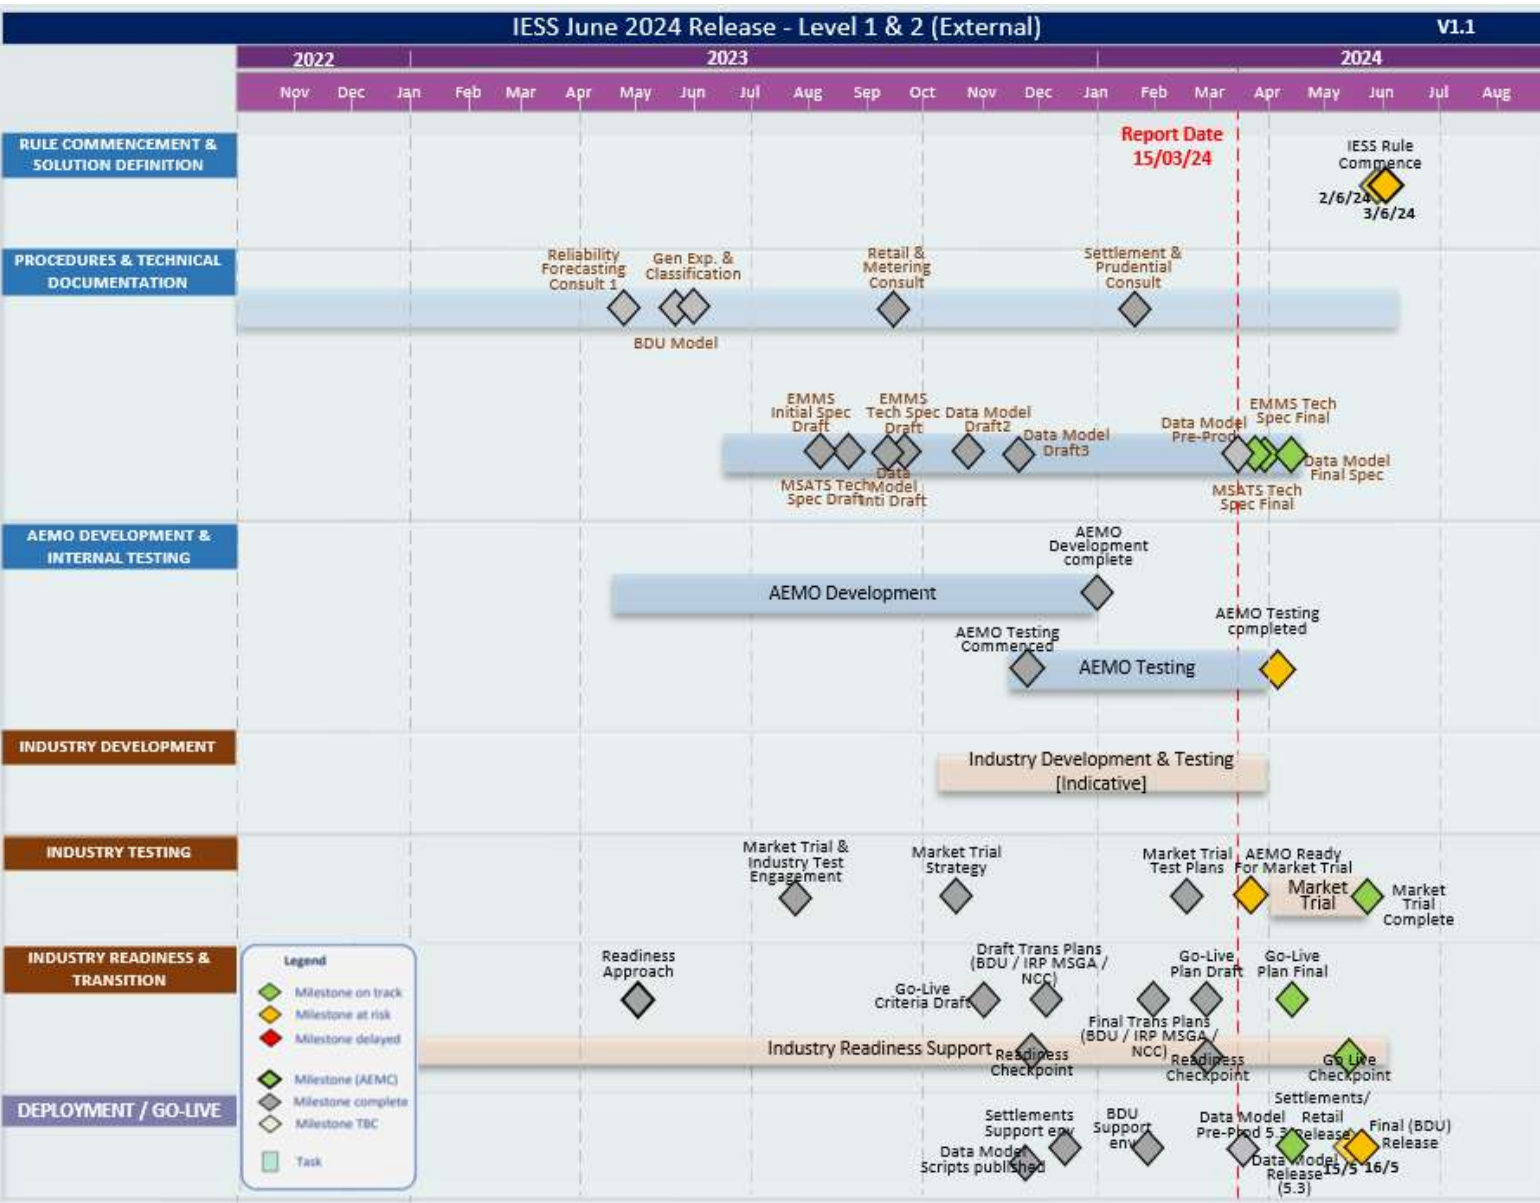 IESS June 2024 Release - Level 1 & 2 (External)
V1.1
2022
2023
2024
Nov Dec Jan Feb Mar Apr May Jun Jul Aug Sep Oct Nov Dec Jan Feb Mar Apr May Jun Jul Aug
RULE COMMENCEMENT &
SOLUTION DEFINITION
Report Date
15/03/24
IESS Rule
Commence
2/6/24
3/6/24
PROCEDURES & TECHNICAL
DOCUMENTATION
Reliability
Forecasting
Consult 1
Gen Exp. &
Classification
BDU Model
Retail &
Metering
Consult
Settlement &
Prudential
Consult
EMMS
Initial Spec
Draft
MSATS Tech
Spec Draft
EMMS
Tech Spec
Draft
Data
Model
Inti Draft
Data Model
Draft2
Data Model
Draft3
Data Model
Pre-Prod
EMMS Tech
Spec Final
MSATS Tech
Spec Final
Data Model
Final Spec
AEMO DEVELOPMENT &
INTERNAL TESTING
AEMO
Development
complete
AEMO Development
AEMO Testing
Commenced
AEMO Testing
AEMO Testing
completed
INDUSTRY DEVELOPMENT
Industry Development & Testing
[Indicative]
INDUSTRY TESTING
Market Trial &
Industry Test
Engagement
Market Trial
Strategy
Market Trial
Test Plans
AEMO Ready
For Market Trial
Market
Trial
Market
Trial
Complete
INDUSTRY READINESS &
TRANSITION
Readiness
Approach
Go-Live
Criteria Draft
Draft Trans Plans
(BDU / IRP MSGA /
NCC)
Final Trans Plans
(BDU / IRP MSGA /
NCC)
Go-Live
Plan Draft
Go-Live
Plan Final
Industry Readiness Support
Readiness
Checkpoint
Readiness
Checkpoint
Go Live
Checkpoint
Legend
Milestone on track
Milestone at risk
Milestone delayed
Milestone (AEMC)
Milestone complete
Milestone TBC
Task
DEPLOYMENT / GO-LIVE
Data Model
Scripts published
Settlements
Support env
BDU
Support
env
Data Model
Pre-Prod 5.3
Settlements/
Retail
Release
Data Model
Release
(5.3)
15/5
16/5
Final (BDU)
Release